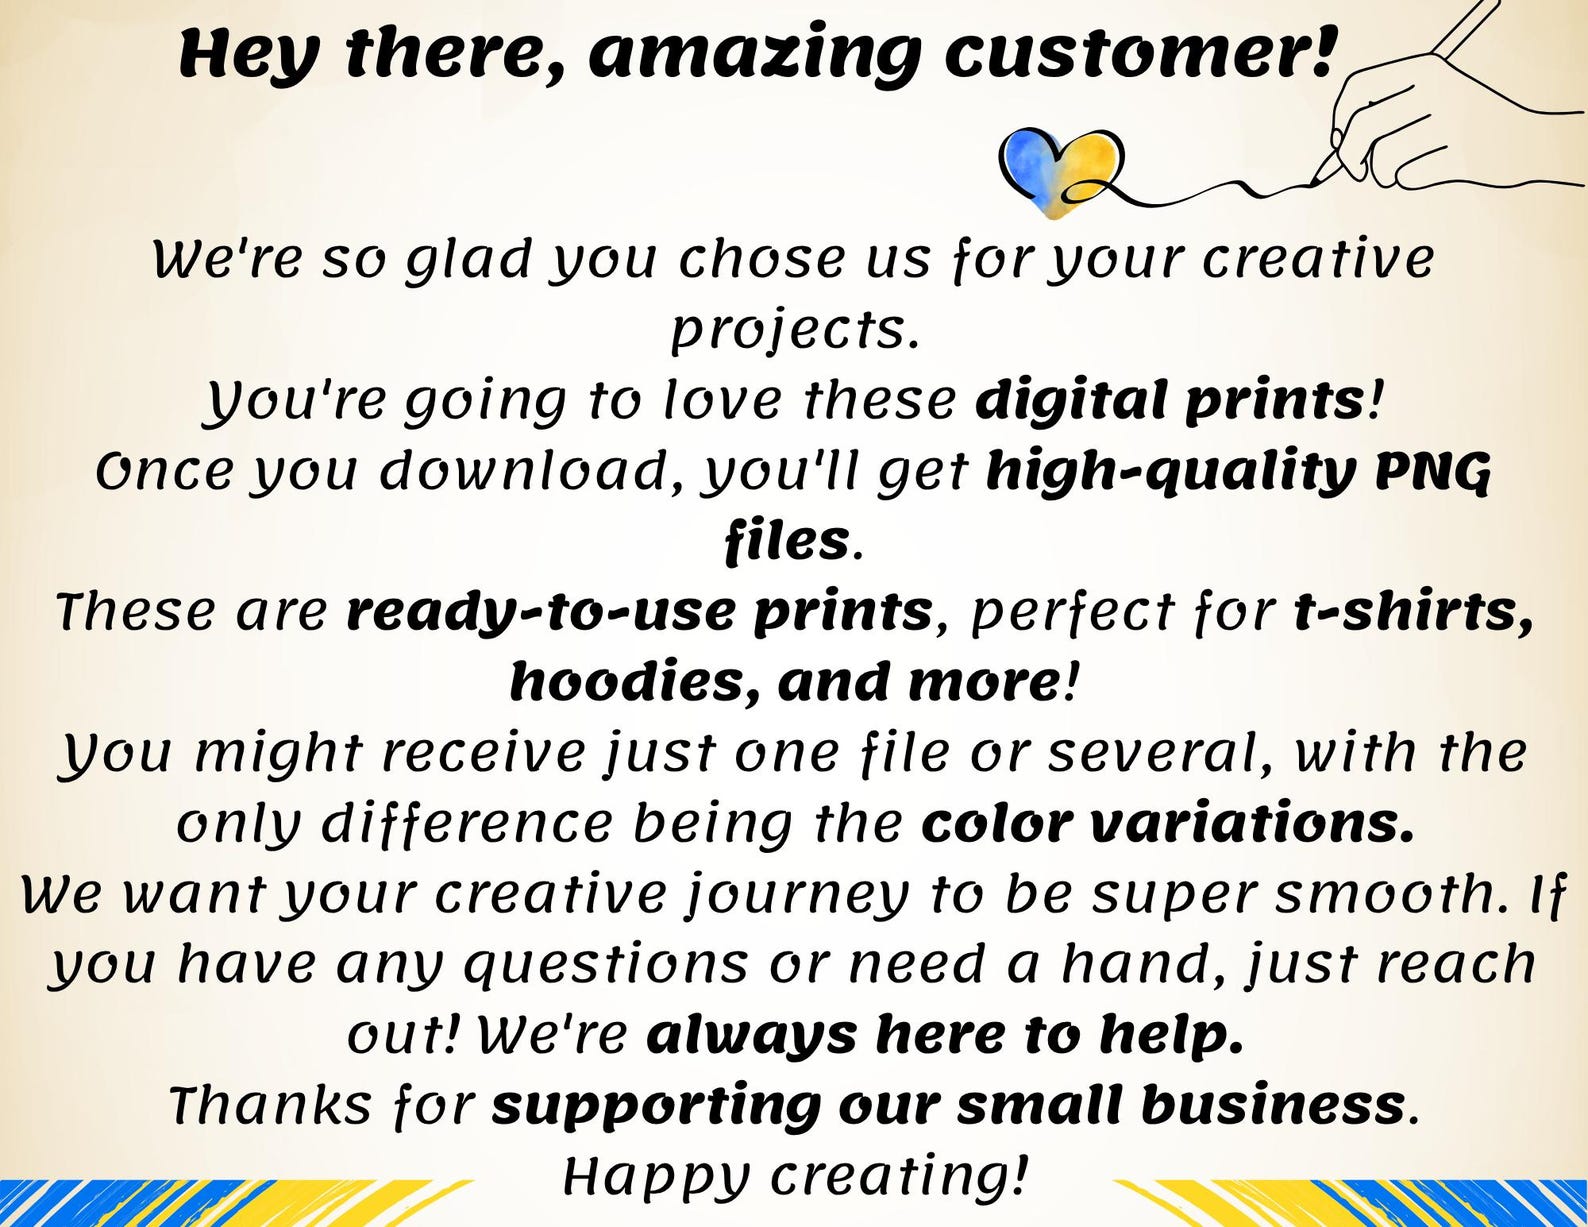 Hey there, amazing customer!
We're so glad you chose us for your creative
projects.
You're going to love these digital prints!
Once you download, you'll get high-quality PNG
files.
These are ready-to-use prints, perfect for t-shirts,
hoodies, and more!
You might receive just one file or several, with the
only difference being the color variations.
We want your creative journey to be super smooth. If
you have any questions or need a hand, just reach
out! We're always here to help.
Thanks for supporting our small business.
Happy creating!